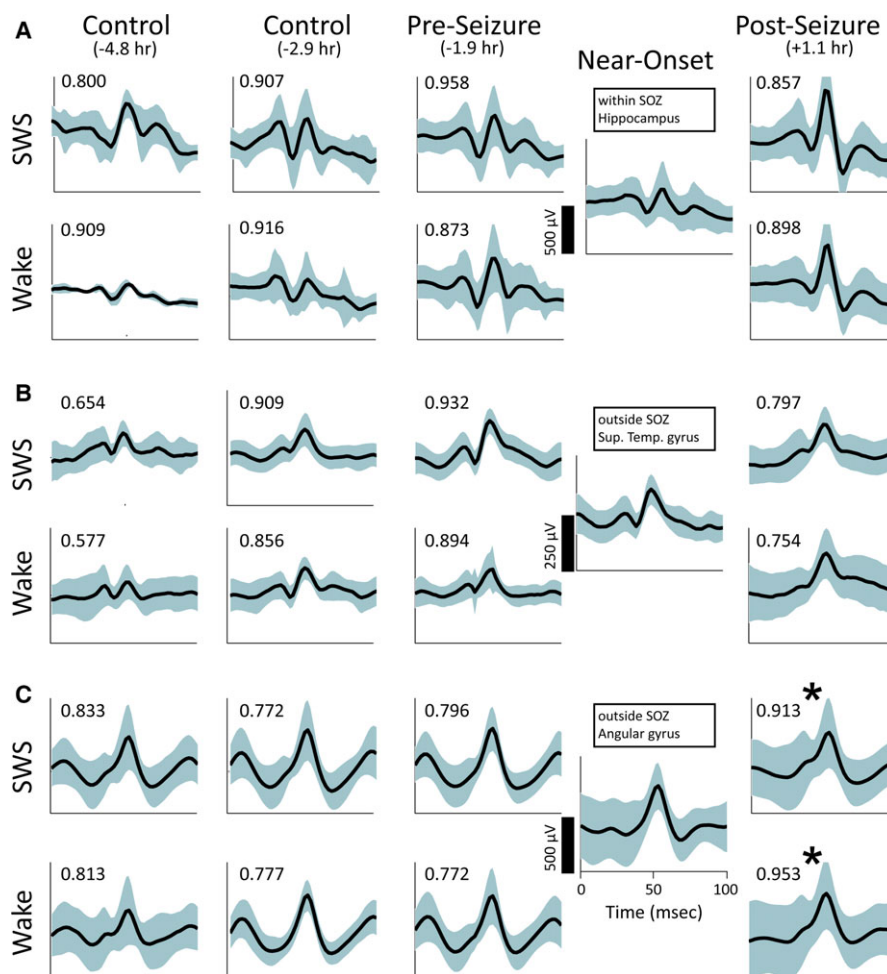 A
Control
(-4.8 hr)
Control
(-2.9 hr)
Pre-Seizure
(-1.9 hr)
Near-Onset
Post-Seizure
(+1.1 hr)
SWS
0.800
0.907
0.958
within SOZ
Hippocampus
0.857
Wake
0.909
0.916
0.873
500 µV
0.898
B
SWS
0.654
0.909
0.932
outside SOZ
Sup. Temp. gyrus
0.797
Wake
0.577
0.856
0.894
250 µV
0.754
C
SWS
0.833
0.772
0.796
outside SOZ
Angular gyrus
*
0.913
Wake
0.813
0.777
0.772
500 µV
0 50 100
Time (msec)
*
0.953